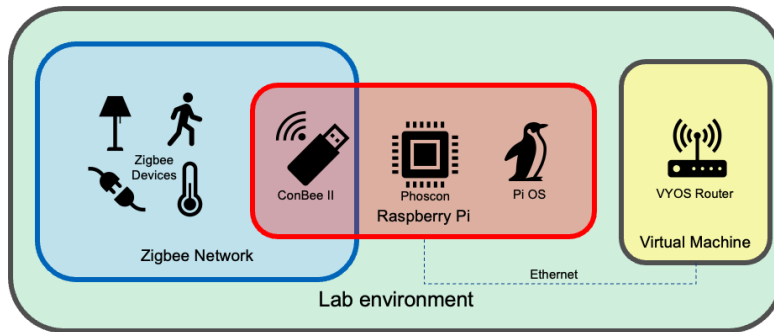 Zigbee
Devices
ConBee II
Phoscon
Pi OS
Raspberry Pi
VYOS Router
Virtual Machine
Zigbee Network
Ethernet
Lab environment